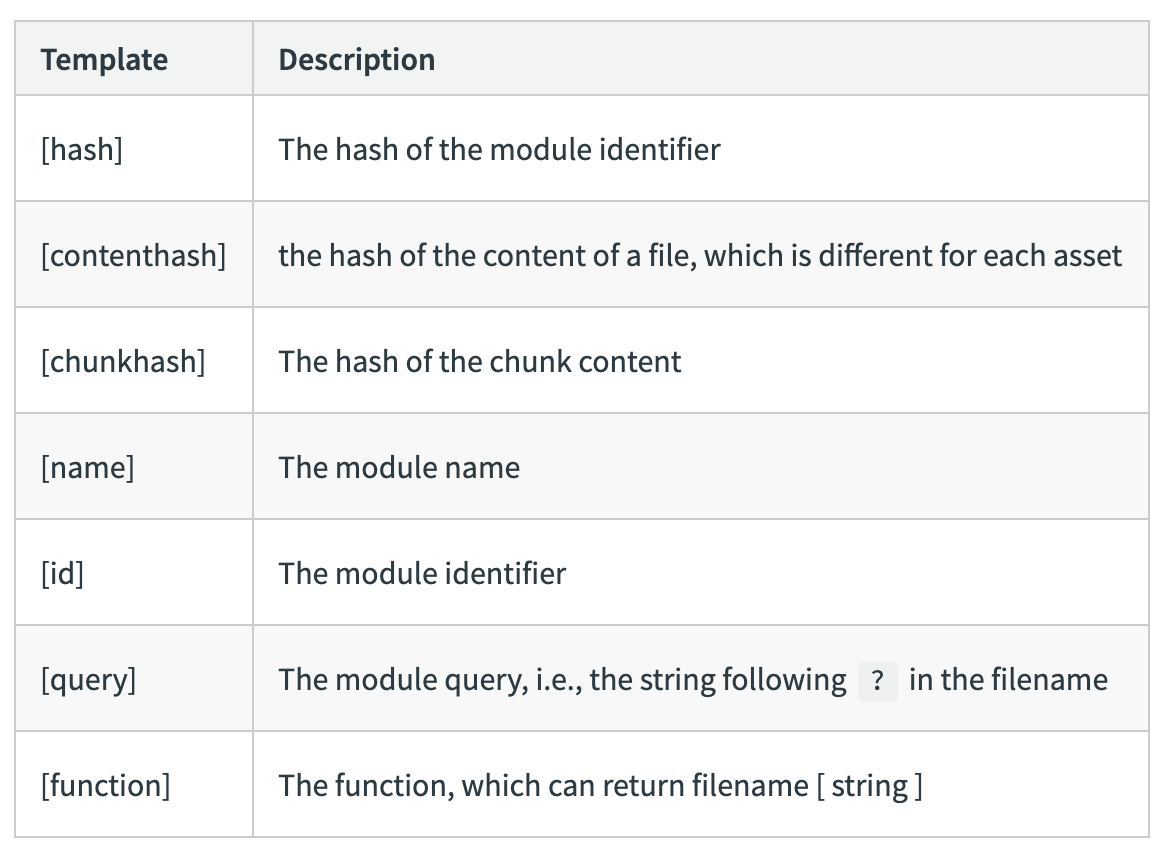 Template Description
[hash] The hash of the module identifier
[contenthash] the hash of the content of a file, which is different for each asset
[chunkhash] The hash of the chunk content
[name] The module name
[id] The module identifier
[query] The module query, i.e., the string following ? in the filename
[function] The function, which can return filename [ string ]